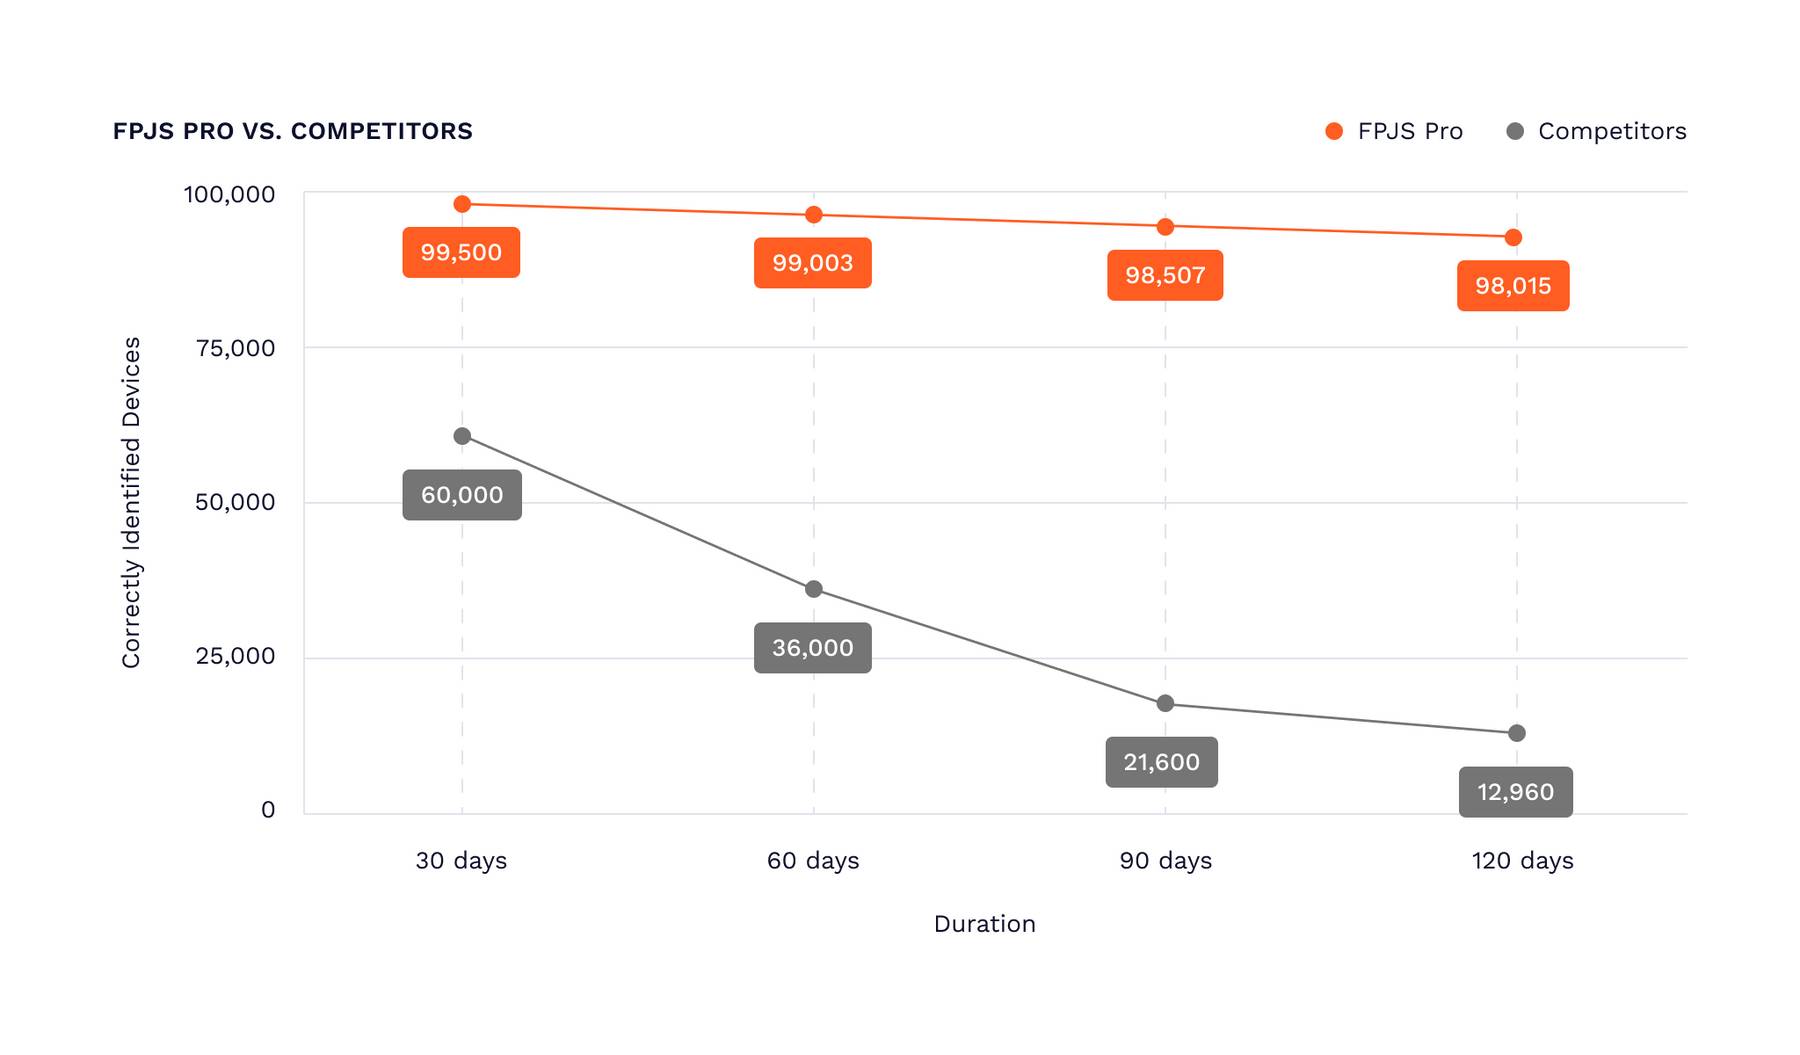 FPJS PRO VS. COMPETITORS
FPJS Pro
Competitors
Correctly Identified Devices
100,000
75,000
50,000
25,000
0
99,500
99,003
98,507
98,015
60,000
36,000
21,600
12,960
30 days
60 days
90 days
120 days
Duration